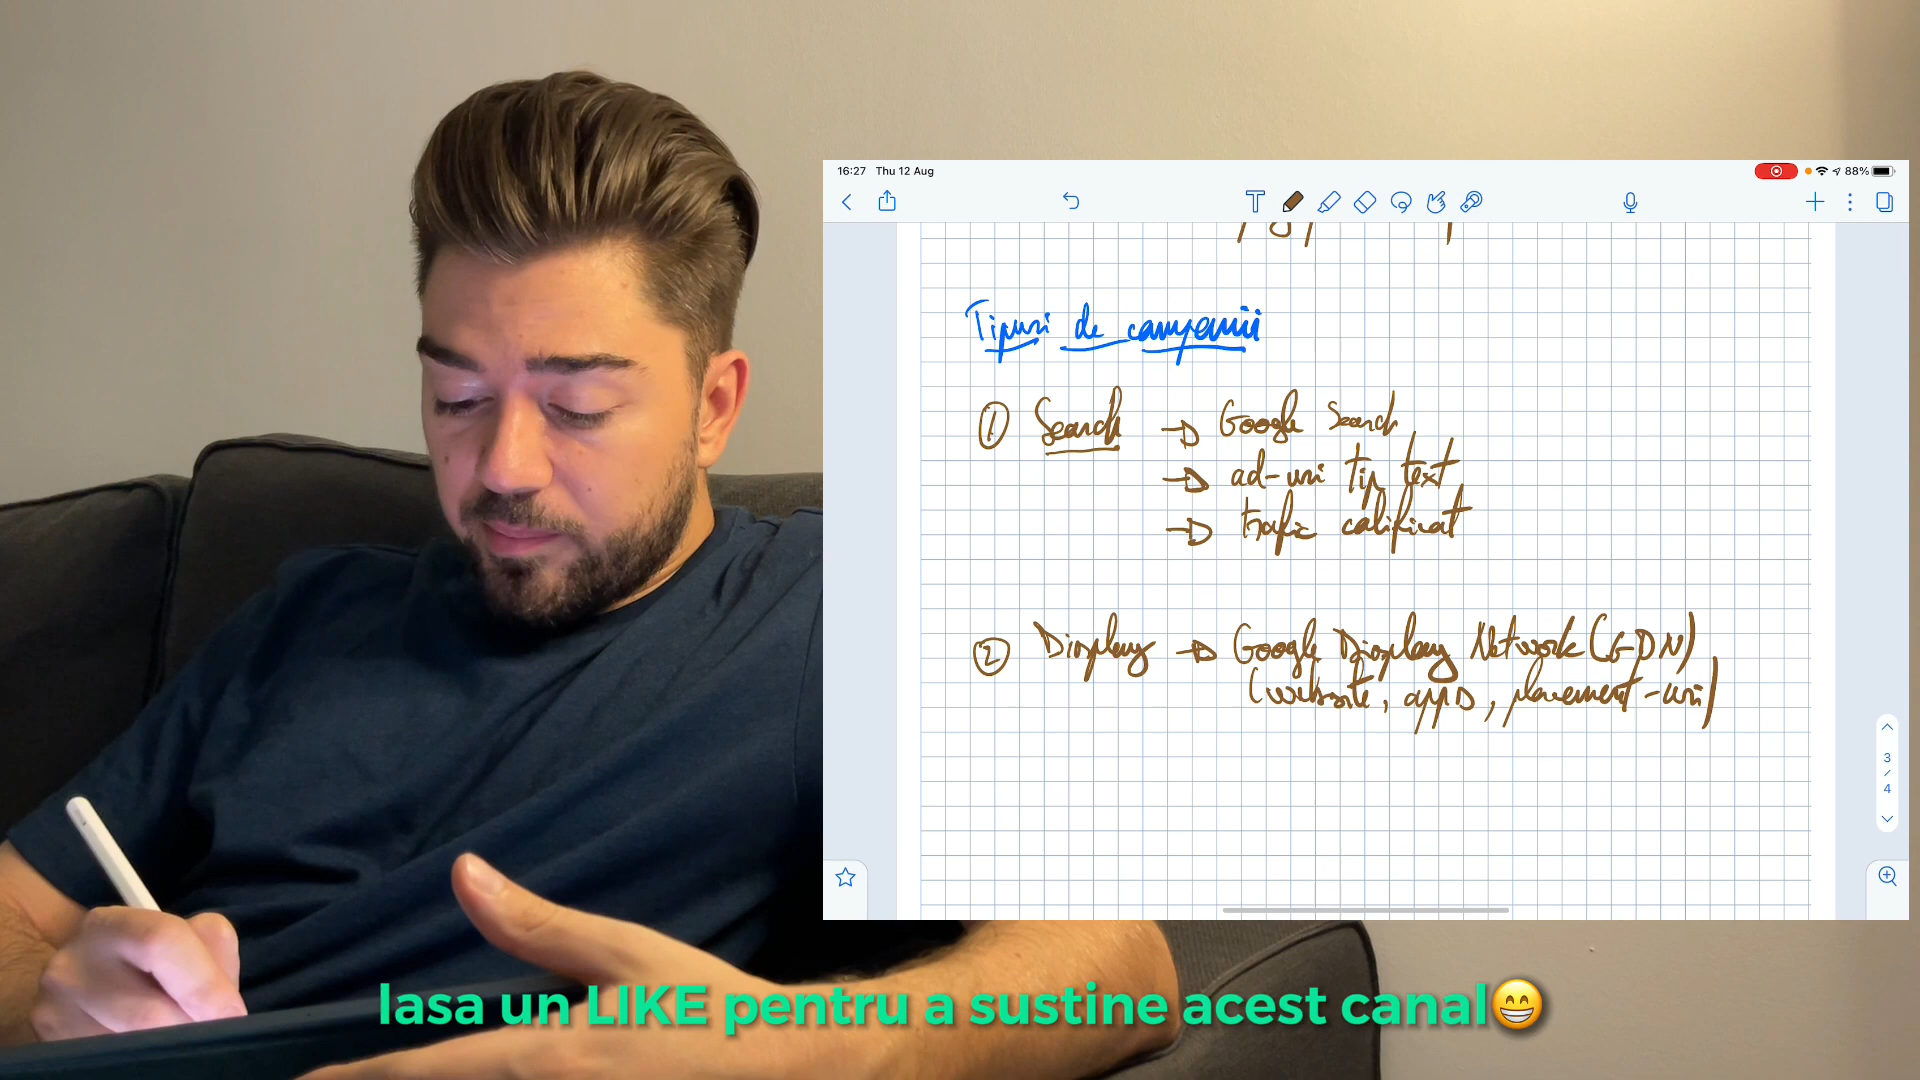 16:27 Thu 12 Aug
88%
Tipuri de campanii
1 Search → Google Search
→ ad-uri tip text
→ trafic calificat
2 Display → Google Display Network (GDN)
(website, apps, placement-uri)
3
/
4
lasa un LIKE pentru a sustine acest canal😁